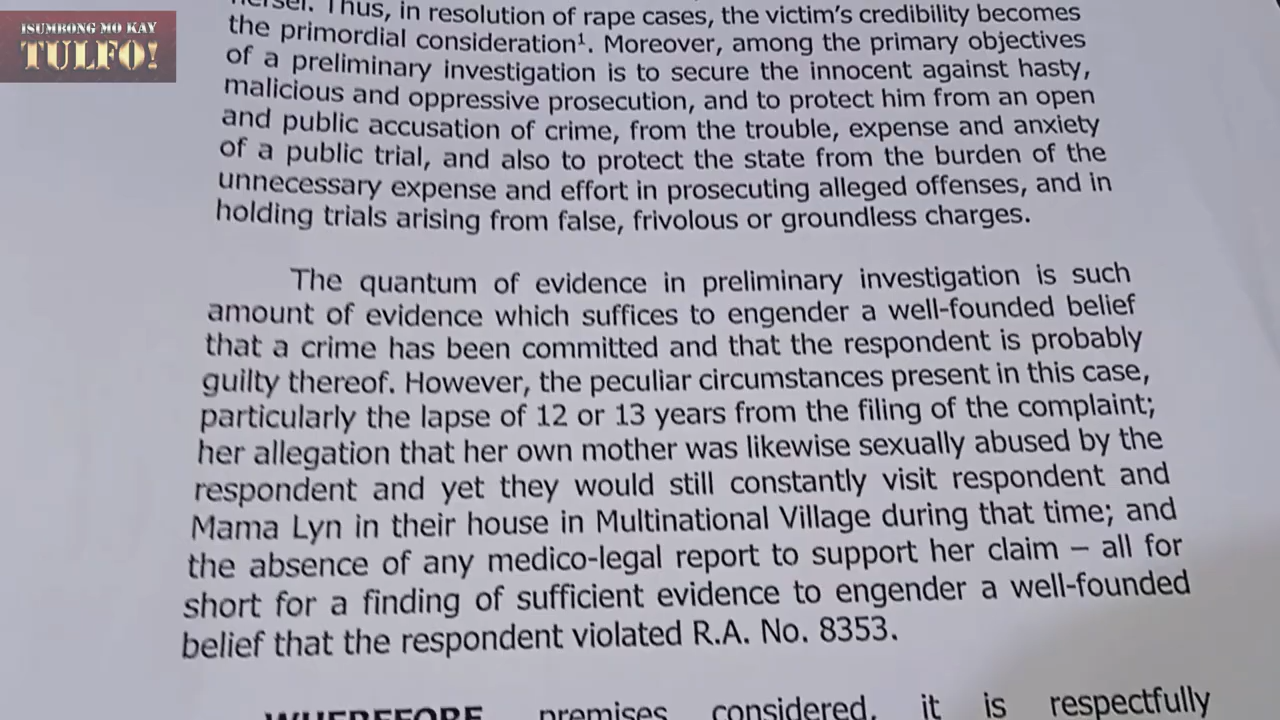 ISUMBONG MO KAY
TULFO!
Thus, in resolution of rape cases, the victim's credibility becomes
the primordial consideration¹. Moreover, among the primary objectives
of a preliminary investigation is to secure the innocent against hasty,
malicious and oppressive prosecution, and to protect him from an open
and public accusation of crime, from the trouble, expense and anxiety
of a public trial, and also to protect the state from the burden of the
unnecessary expense and effort in prosecuting alleged offenses, and in
holding trials arising from false, frivolous or groundless charges.
The quantum of evidence in preliminary investigation is such
amount of evidence which suffices to engender a well-founded belief
that a crime has been committed and that the respondent is probably
guilty thereof. However, the peculiar circumstances present in this case,
particularly the lapse of 12 or 13 years from the filing of the complaint;
her allegation that her own mother was likewise sexually abused by the
respondent and yet they would still constantly visit respondent and
Mama Lyn in their house in Multinational Village during that time; and
the absence of any medico-legal report to support her claim – all for
short for a finding of sufficient evidence to engender a well-founded
belief that the respondent violated R.A. No. 8353.
WHEREFORE premises considered, it is respectfully